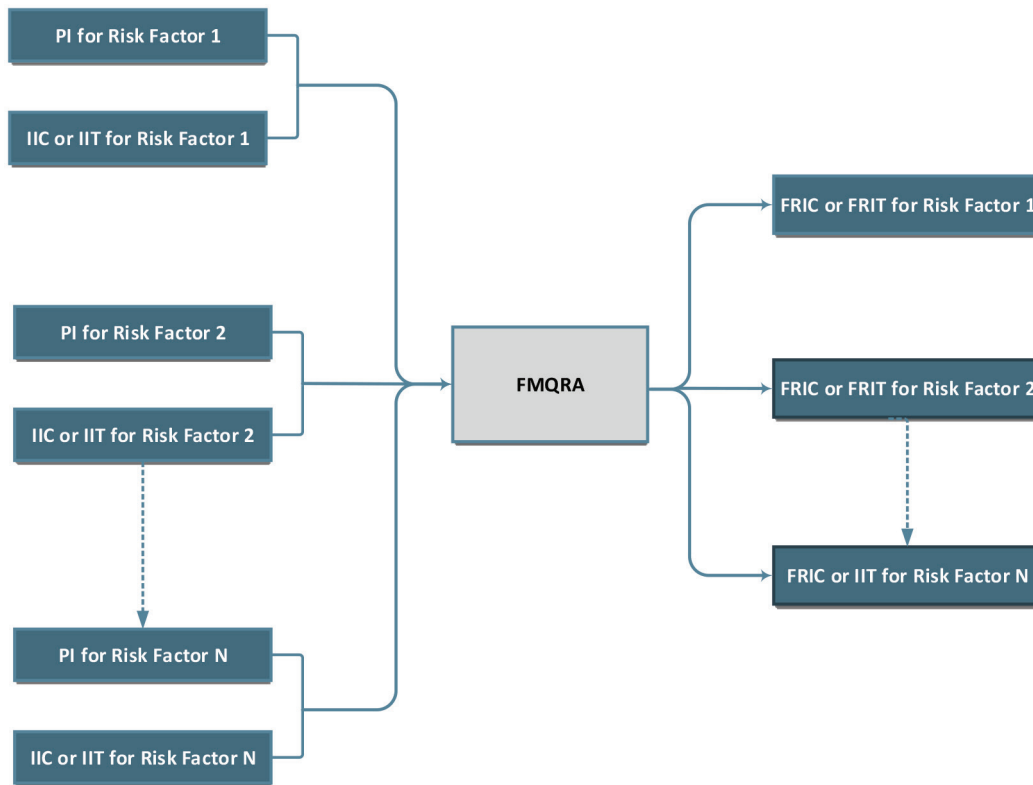 PI for Risk Factor 1
IIC or IIT for Risk Factor 1
PI for Risk Factor 2
IIC or IIT for Risk Factor 2
PI for Risk Factor N
IIC or IIT for Risk Factor N
FMQRA
FRIC or FRIT for Risk Factor 1
FRIC or FRIT for Risk Factor 2
FRIC or IIT for Risk Factor N